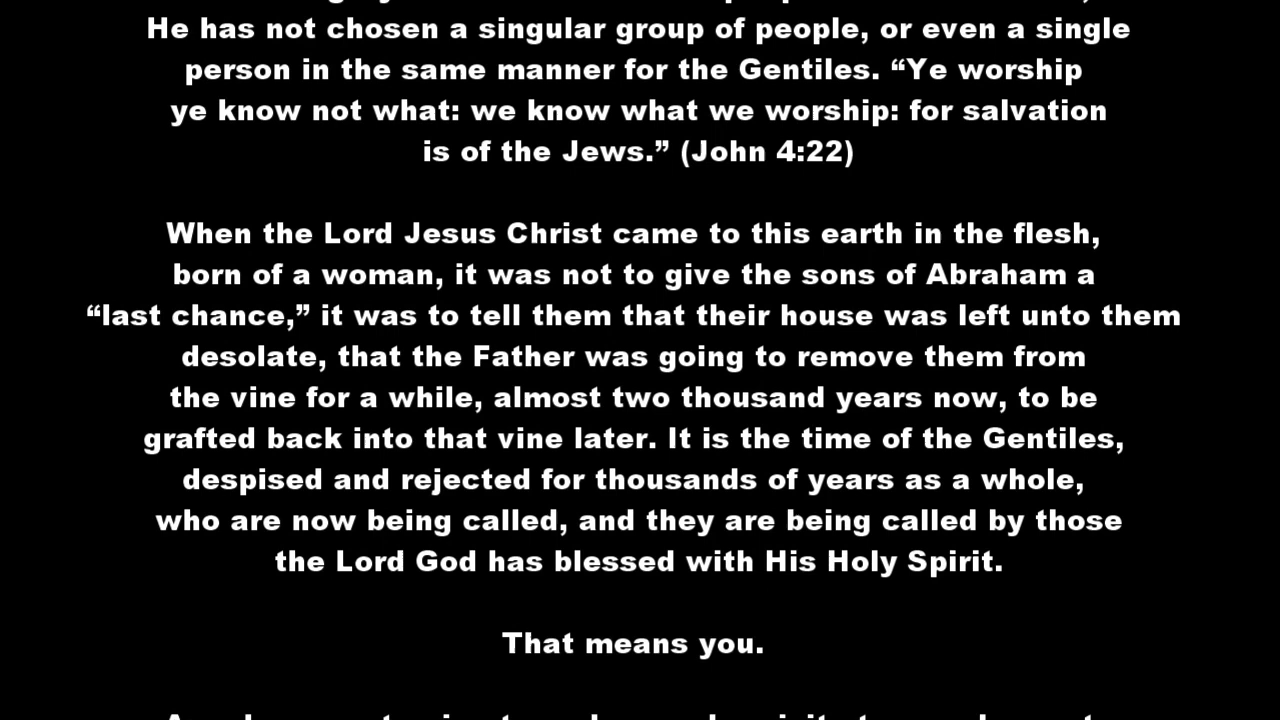 He has not chosen a singular group of people, or even a single
person in the same manner for the Gentiles. “Ye worship
ye know not what: we know what we worship: for salvation
is of the Jews.” (John 4:22)
When the Lord Jesus Christ came to this earth in the flesh,
born of a woman, it was not to give the sons of Abraham a
“last chance,” it was to tell them that their house was left unto them
desolate, that the Father was going to remove them from
the vine for a while, almost two thousand years now, to be
grafted back into that vine later. It is the time of the Gentiles,
despised and rejected for thousands of years as a whole,
who are now being called, and they are being called by those
the Lord God has blessed with His Holy Spirit.
That means you.